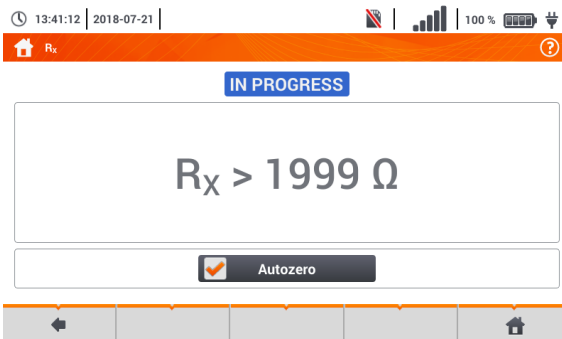 13:41:12 2018-07-21 100 %
Rx ?
IN PROGRESS
RX > 1999 Ω
Autozero